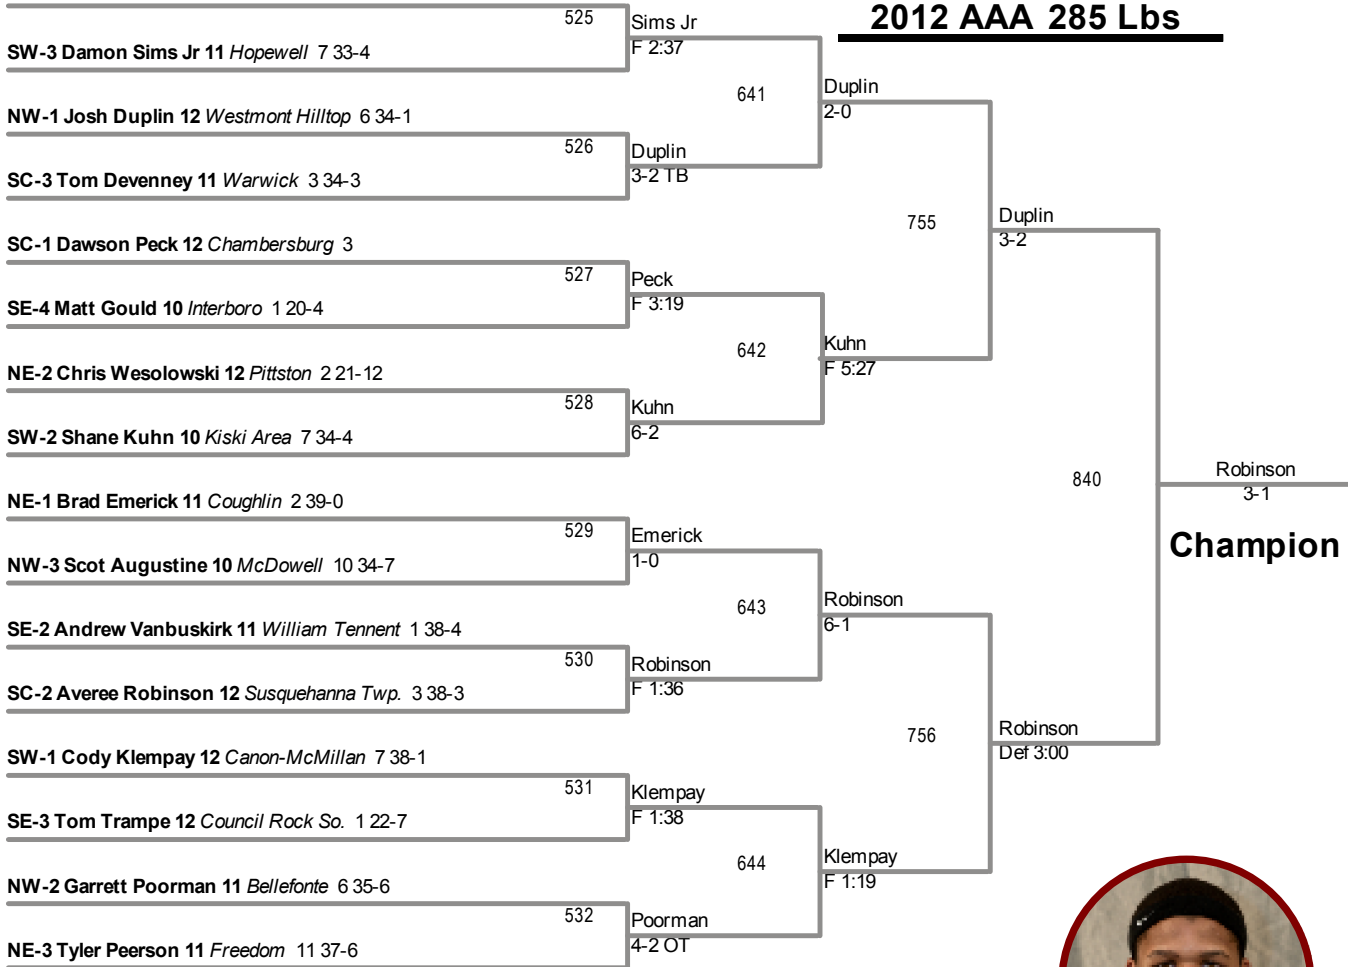 2012 AAA 285 Lbs
525
Sims Jr
F 2:37
SW-3 Damon Sims Jr 11 Hopewell 7 33-4
641
Duplin
2-0
NW-1 Josh Duplin 12 Westmont Hilltop 6 34-1
526
Duplin
3-2 TB
SC-3 Tom Devenney 11 Warwick 3 34-3
755
Duplin
3-2
SC-1 Dawson Peck 12 Chambersburg 3
527
Peck
F 3:19
SE-4 Matt Gould 10 Interboro 1 20-4
642
Kuhn
F 5:27
NE-2 Chris Wesolowski 12 Pittston 2 21-12
528
Kuhn
6-2
SW-2 Shane Kuhn 10 Kiski Area 7 34-4
840
Robinson
3-1
Champion
NE-1 Brad Emerick 11 Coughlin 2 39-0
529
Emerick
1-0
NW-3 Scot Augustine 10 McDowell 10 34-7
643
Robinson
6-1
SE-2 Andrew Vanbuskirk 11 William Tennent 1 38-4
530
Robinson
F 1:36
SC-2 Averee Robinson 12 Susquehanna Twp. 3 38-3
756
Robinson
Def 3:00
SW-1 Cody Klempay 12 Canon-McMillan 7 38-1
531
Klempay
F 1:38
SE-3 Tom Trampe 12 Council Rock So. 1 22-7
644
Klempay
F 1:19
NW-2 Garrett Poorman 11 Bellefonte 6 35-6
532
Poorman
4-2 OT
NE-3 Tyler Peerson 11 Freedom 11 37-6